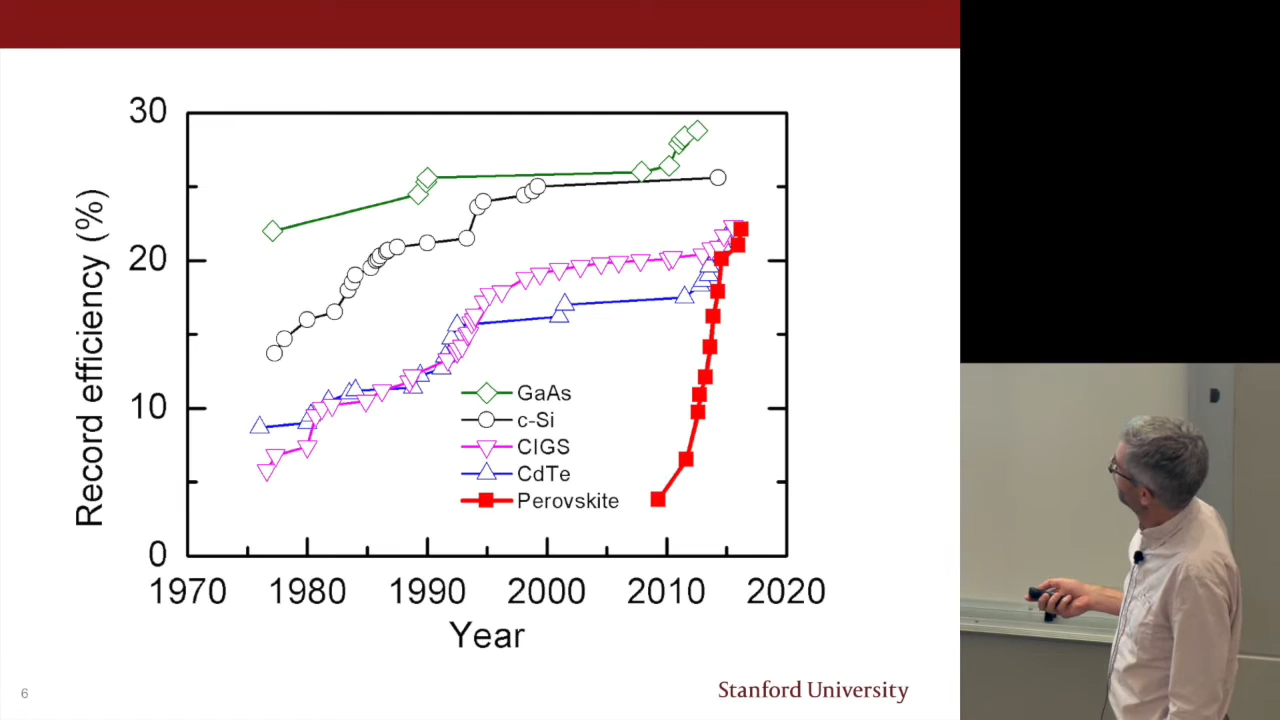 30
20
10
0
Record efficiency (%)
GaAs
c-Si
CIGS
CdTe
Perovskite
1970 1980 1990 2000 2010 2020
Year
6
Stanford University